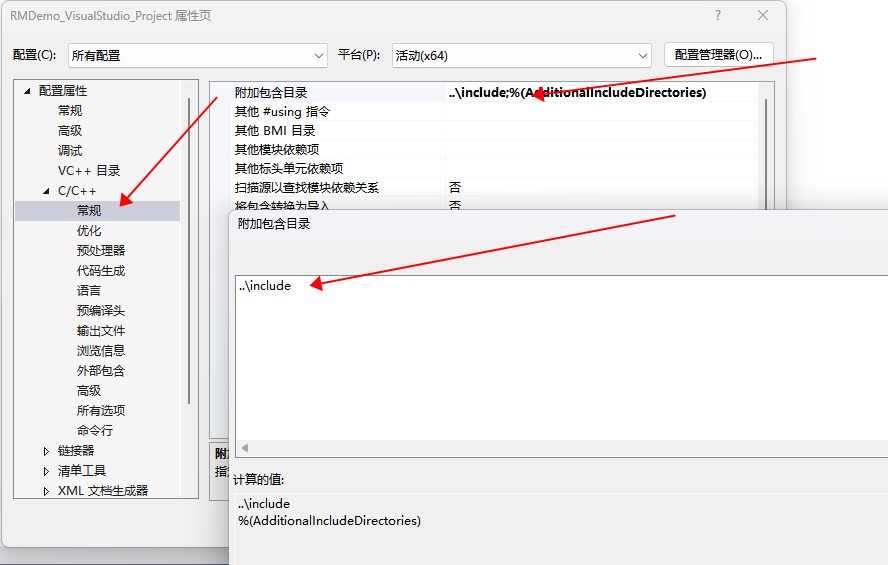 RMDemo_VisualStudio_Project 属性页
配置(C):
所有配置
平台(P):
活动(x64)
配置管理器(O)...
配置属性
常规
高级
调试
VC++ 目录
C/C++
常规
优化
预处理器
代码生成
语言
预编译头
输出文件
浏览信息
外部包含
高级
所有选项
命令行
链接器
清单工具
XML 文档生成器
附加包含目录 ..\include;%(AdditionalIncludeDirectories)
其他 #using 指令
其他 BMI 目录
其他模块依赖项
其他标头单元依赖项
扫描源以查找模块依赖关系 否
将包含转换为导入 否
附加包含目录
..\include
计算的值:
..\include
%(AdditionalIncludeDirectories)